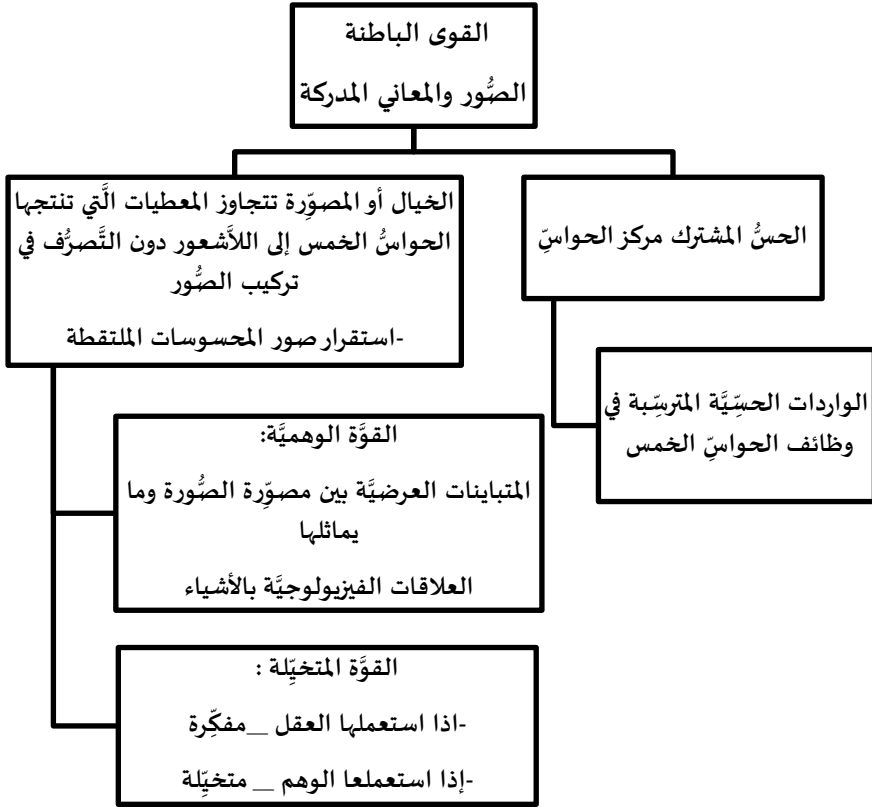 القوى الباطنة
الصُّور والمعاني المدركة
الحسُّ المشترك مركز الحواسِّ
الواردات الحسِّيَّة المترسِّبة في
وظائف الحواسِّ الخمس
الخيال أو المصوِّرة تتجاوز المعطيات الَّتي تنتجها
الحواسُّ الخمس إلى اللاَّشعور دون التَّصرُّف في
تركيب الصُّور
-استقرار صور المحسوسات الملتقطة
القوَّة الوهميَّة:
المتباينات العرضيَّة بين مصوِّرة الصُّورة وما
يماثلها
العلاقات الفيزيولوجيَّة بالأشياء
القوَّة المتخيِّلة :
-اذا استعملها العقل _ مفكِّرة
-إذا استعملعا الوهم _ متخيِّلة